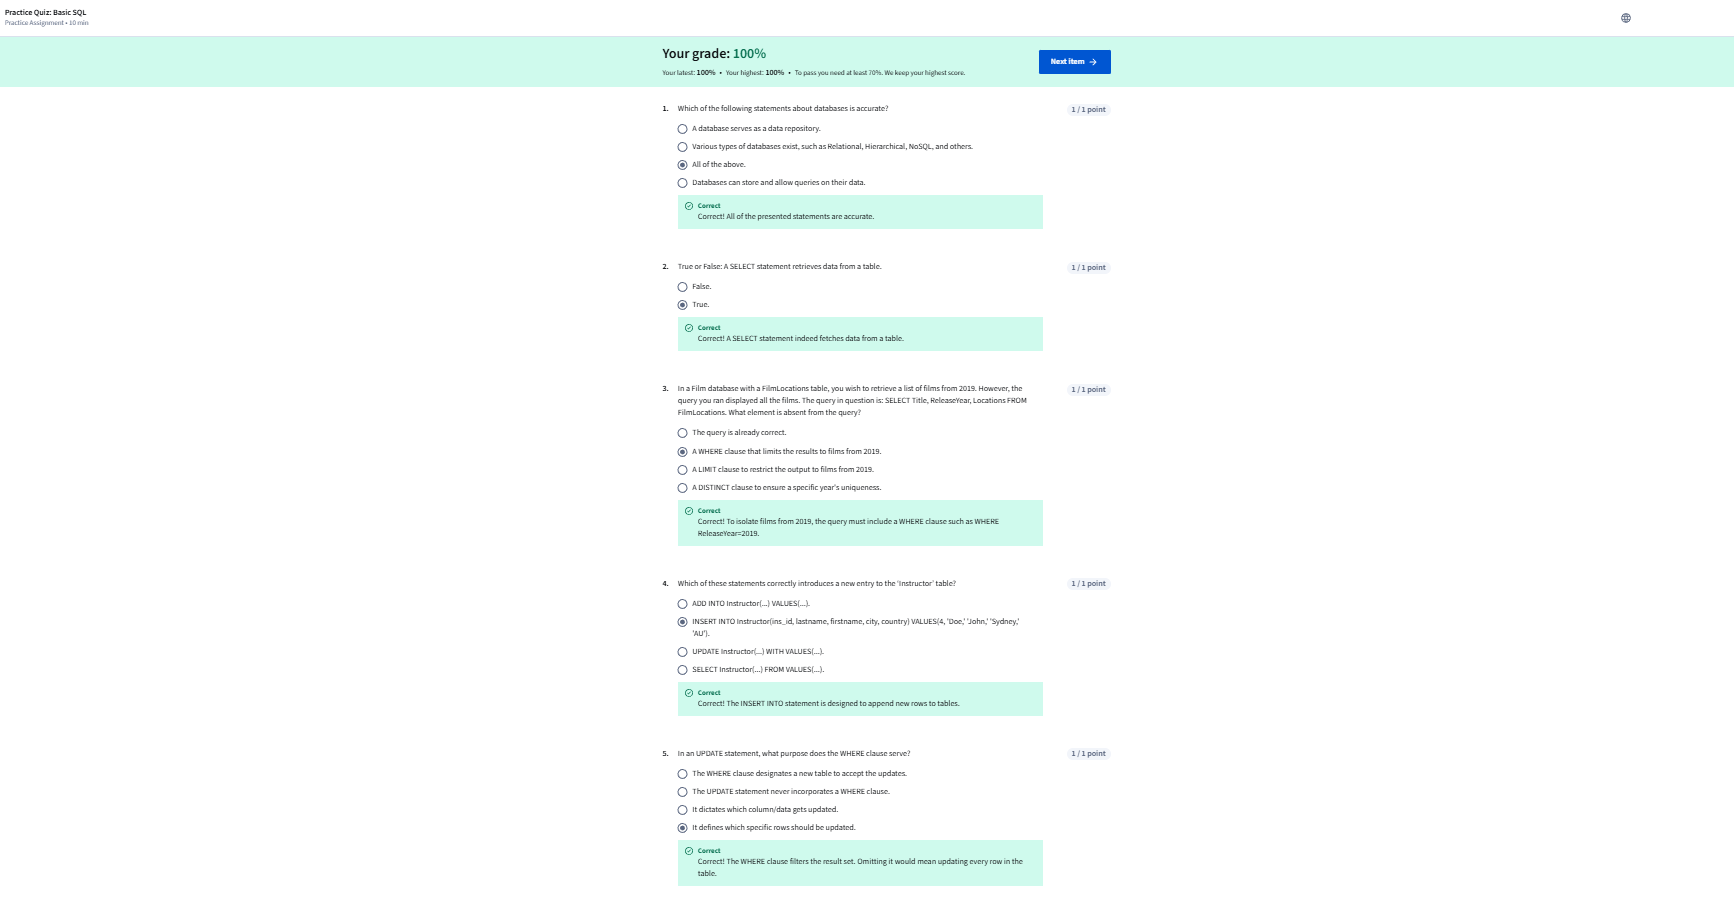 Practice Quiz: Basic SQL
Practice Assignment • 10 min
Your grade: 100%
Your latest: 100% • Your highest: 100% • To pass you need at least 70%. We keep your highest score.
Next item →
1. Which of the following statements about databases is accurate?
1 / 1 point
A database serves as a data repository.
Various types of databases exist, such as Relational, Hierarchical, NoSQL, and others.
All of the above.
Databases can store and allow queries on their data.
Correct
Correct! All of the presented statements are accurate.
2. True or False: A SELECT statement retrieves data from a table.
1 / 1 point
False.
True.
Correct
Correct! A SELECT statement indeed fetches data from a table.
3. In a Film database with a FilmLocations table, you wish to retrieve a list of films from 2019. However, the
query you ran displayed all the films. The query in question is: SELECT Title, ReleaseYear, Locations FROM
FilmLocations. What element is absent from the query?
1 / 1 point
The query is already correct.
A WHERE clause that limits the results to films from 2019.
A LIMIT clause to restrict the output to films from 2019.
A DISTINCT clause to ensure a specific year's uniqueness.
Correct
Correct! To isolate films from 2019, the query must include a WHERE clause such as WHERE
ReleaseYear=2019.
4. Which of these statements correctly introduces a new entry to the 'Instructor' table?
1 / 1 point
ADD INTO Instructor(...) VALUES(...).
INSERT INTO Instructor(ins_id, lastname, firstname, city, country) VALUES(4, 'Doe,' 'John,' 'Sydney,'
'AU').
UPDATE Instructor(...) WITH VALUES(...).
SELECT Instructor(...) FROM VALUES(...).
Correct
Correct! The INSERT INTO statement is designed to append new rows to tables.
5. In an UPDATE statement, what purpose does the WHERE clause serve?
1 / 1 point
The WHERE clause designates a new table to accept the updates.
The UPDATE statement never incorporates a WHERE clause.
It dictates which column/data gets updated.
It defines which specific rows should be updated.
Correct
Correct! The WHERE clause filters the result set. Omitting it would mean updating every row in the
table.